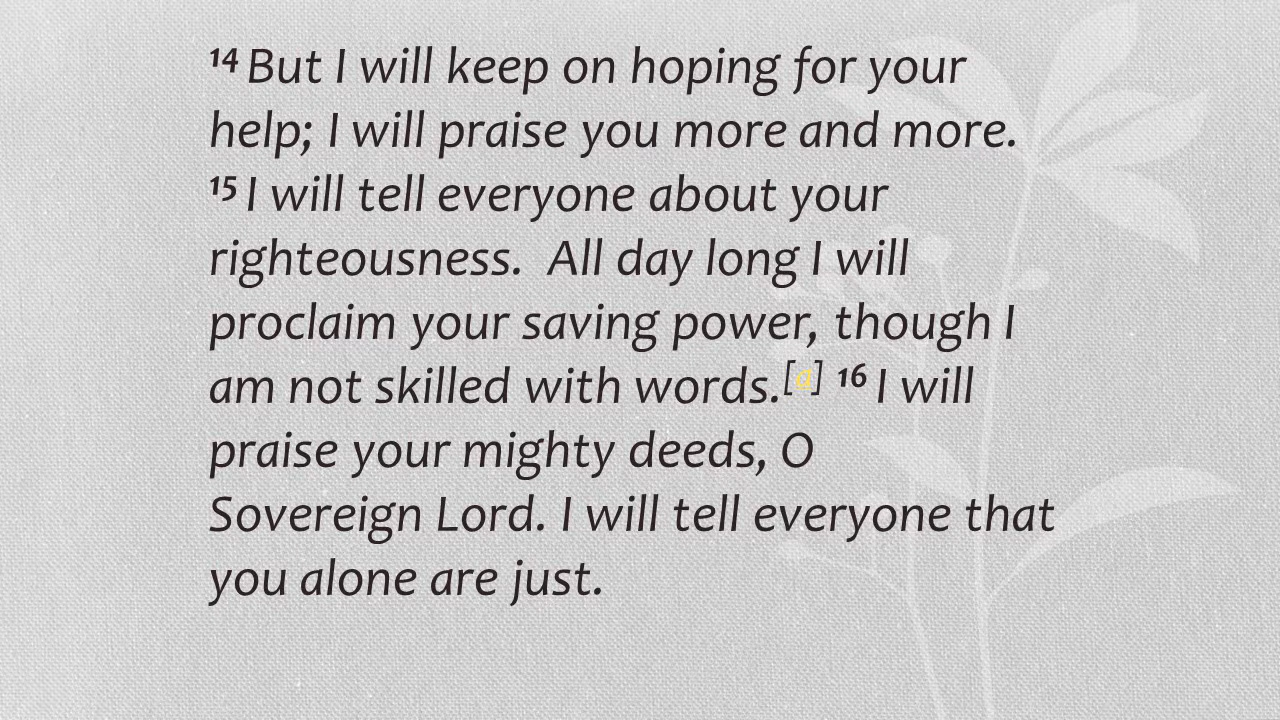 ¹⁴ But I will keep on hoping for your
help; I will praise you more and more.
¹⁵ I will tell everyone about your
righteousness.  All day long I will
proclaim your saving power, though I
am not skilled with words.[a] ¹⁶ I will
praise your mighty deeds, O
Sovereign Lord. I will tell everyone that
you alone are just.